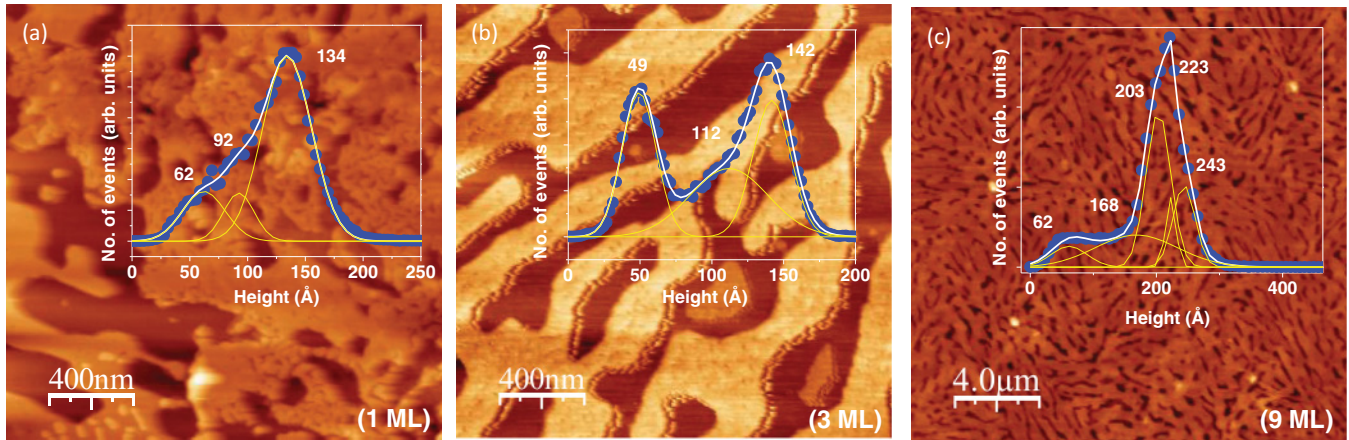 (a)
No. of events (arb. units)
134
92
62
0 50 100 150 200 250
Height (Å)
400nm
(1 ML)
(b)
No. of events (arb. units)
142
49
112
0 50 100 150 200
Height (Å)
400nm
(3 ML)
(c)
No. of events (arb. units)
223
203
243
168
62
0 200 400
Height (Å)
4.0µm
(9 ML)